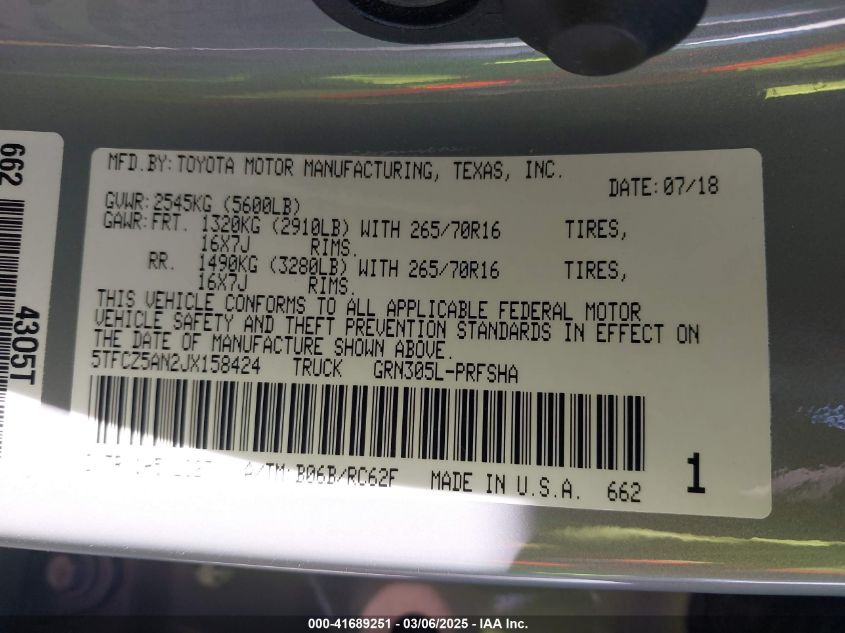 MFD.BY: TOYOTA MOTOR MANUFACTURING, TEXAS, INC.
DATE: 07/18
GVWR: 2545KG (5600LB)
GAWR: FRT. 1320KG (2910LB) WITH 265/70R16 TIRES,
16X7J RIMS.
RR. 1490KG (3280LB) WITH 265/70R16 TIRES,
16X7J RIMS.
THIS VEHICLE CONFORMS TO ALL APPLICABLE FEDERAL MOTOR
VEHICLE SAFETY AND THEFT PREVENTION STANDARDS IN EFFECT ON
THE DATE OF MANUFACTURE SHOWN ABOVE.
5TFCZ5AN2JX158424 TRUCK GRN305L-PRFSHA
A/TM: B06B/RC62F MADE IN U.S.A. 662
1
662
4305T
000-41689251 - 03/06/2025 - IAA Inc.